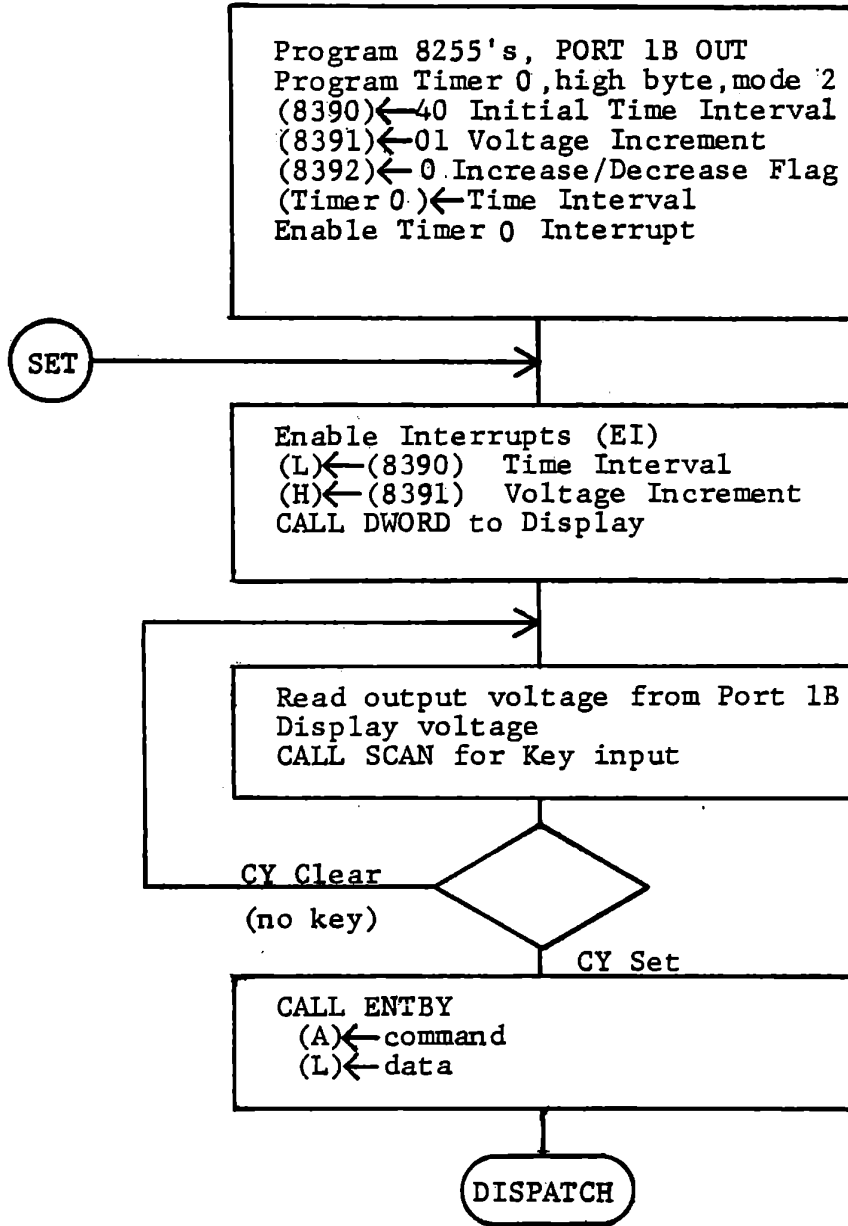 Program 8255's, PORT 1B OUT
Program Timer 0,high byte,mode 2
(8390)←40 Initial Time Interval
(8391)←01 Voltage Increment
(8392)←0 Increase/Decrease Flag
(Timer 0)←Time Interval
Enable Timer 0 Interrupt
SET
Enable Interrupts (EI)
(L)←(8390) Time Interval
(H)←(8391) Voltage Increment
CALL DWORD to Display
Read output voltage from Port 1B
Display voltage
CALL SCAN for Key input
CY Clear
(no key)
CY Set
CALL ENTBY
(A)←command
(L)←data
DISPATCH